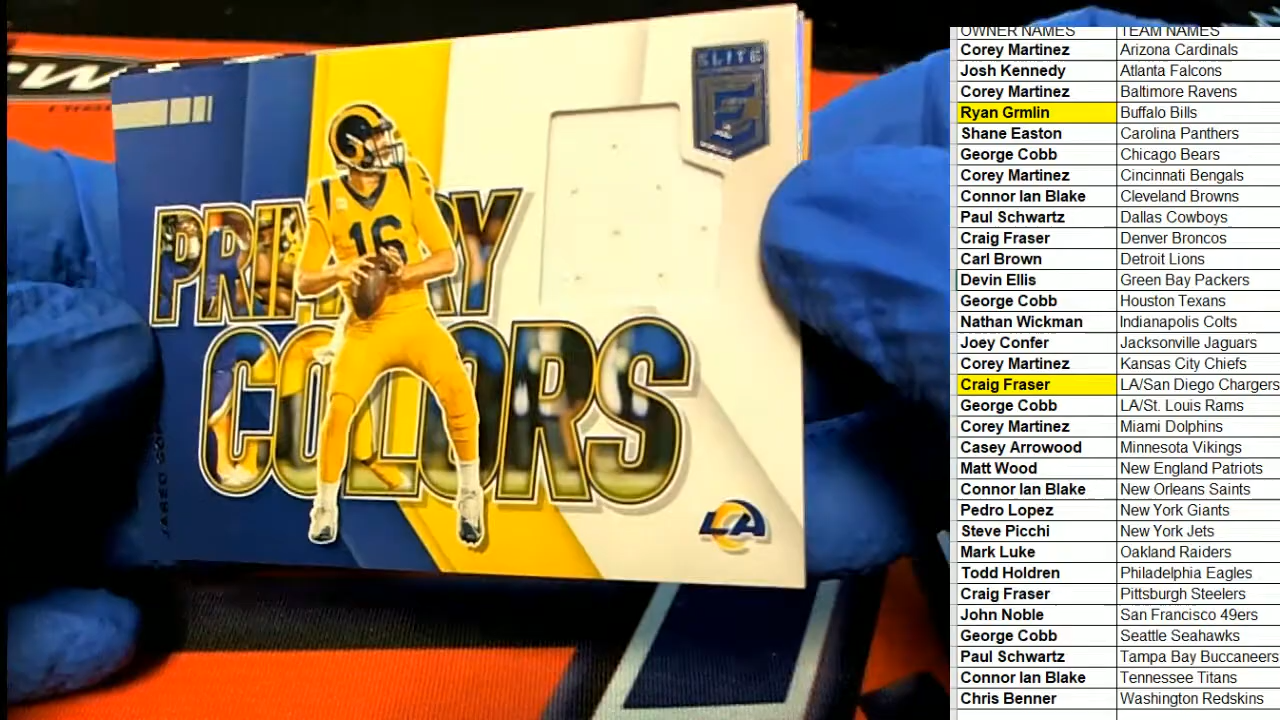 OWNER NAMES TEAM NAMES
Corey Martinez Arizona Cardinals
Josh Kennedy Atlanta Falcons
Corey Martinez Baltimore Ravens
Ryan Grmlin Buffalo Bills
Shane Easton Carolina Panthers
George Cobb Chicago Bears
Corey Martinez Cincinnati Bengals
Connor Ian Blake Cleveland Browns
Paul Schwartz Dallas Cowboys
Craig Fraser Denver Broncos
Carl Brown Detroit Lions
Devin Ellis Green Bay Packers
George Cobb Houston Texans
Nathan Wickman Indianapolis Colts
Joey Confer Jacksonville Jaguars
Corey Martinez Kansas City Chiefs
Craig Fraser LA/San Diego Chargers
George Cobb LA/St. Louis Rams
Corey Martinez Miami Dolphins
Casey Arrowood Minnesota Vikings
Matt Wood New England Patriots
Connor Ian Blake New Orleans Saints
Pedro Lopez New York Giants
Steve Picchi New York Jets
Mark Luke Oakland Raiders
Todd Holdren Philadelphia Eagles
Craig Fraser Pittsburgh Steelers
John Noble San Francisco 49ers
George Cobb Seattle Seahawks
Paul Schwartz Tampa Bay Buccaneers
Connor Ian Blake Tennessee Titans
Chris Benner Washington Redskins
ELITE
E
PRIMARY
16
COLORS
LA
JARED